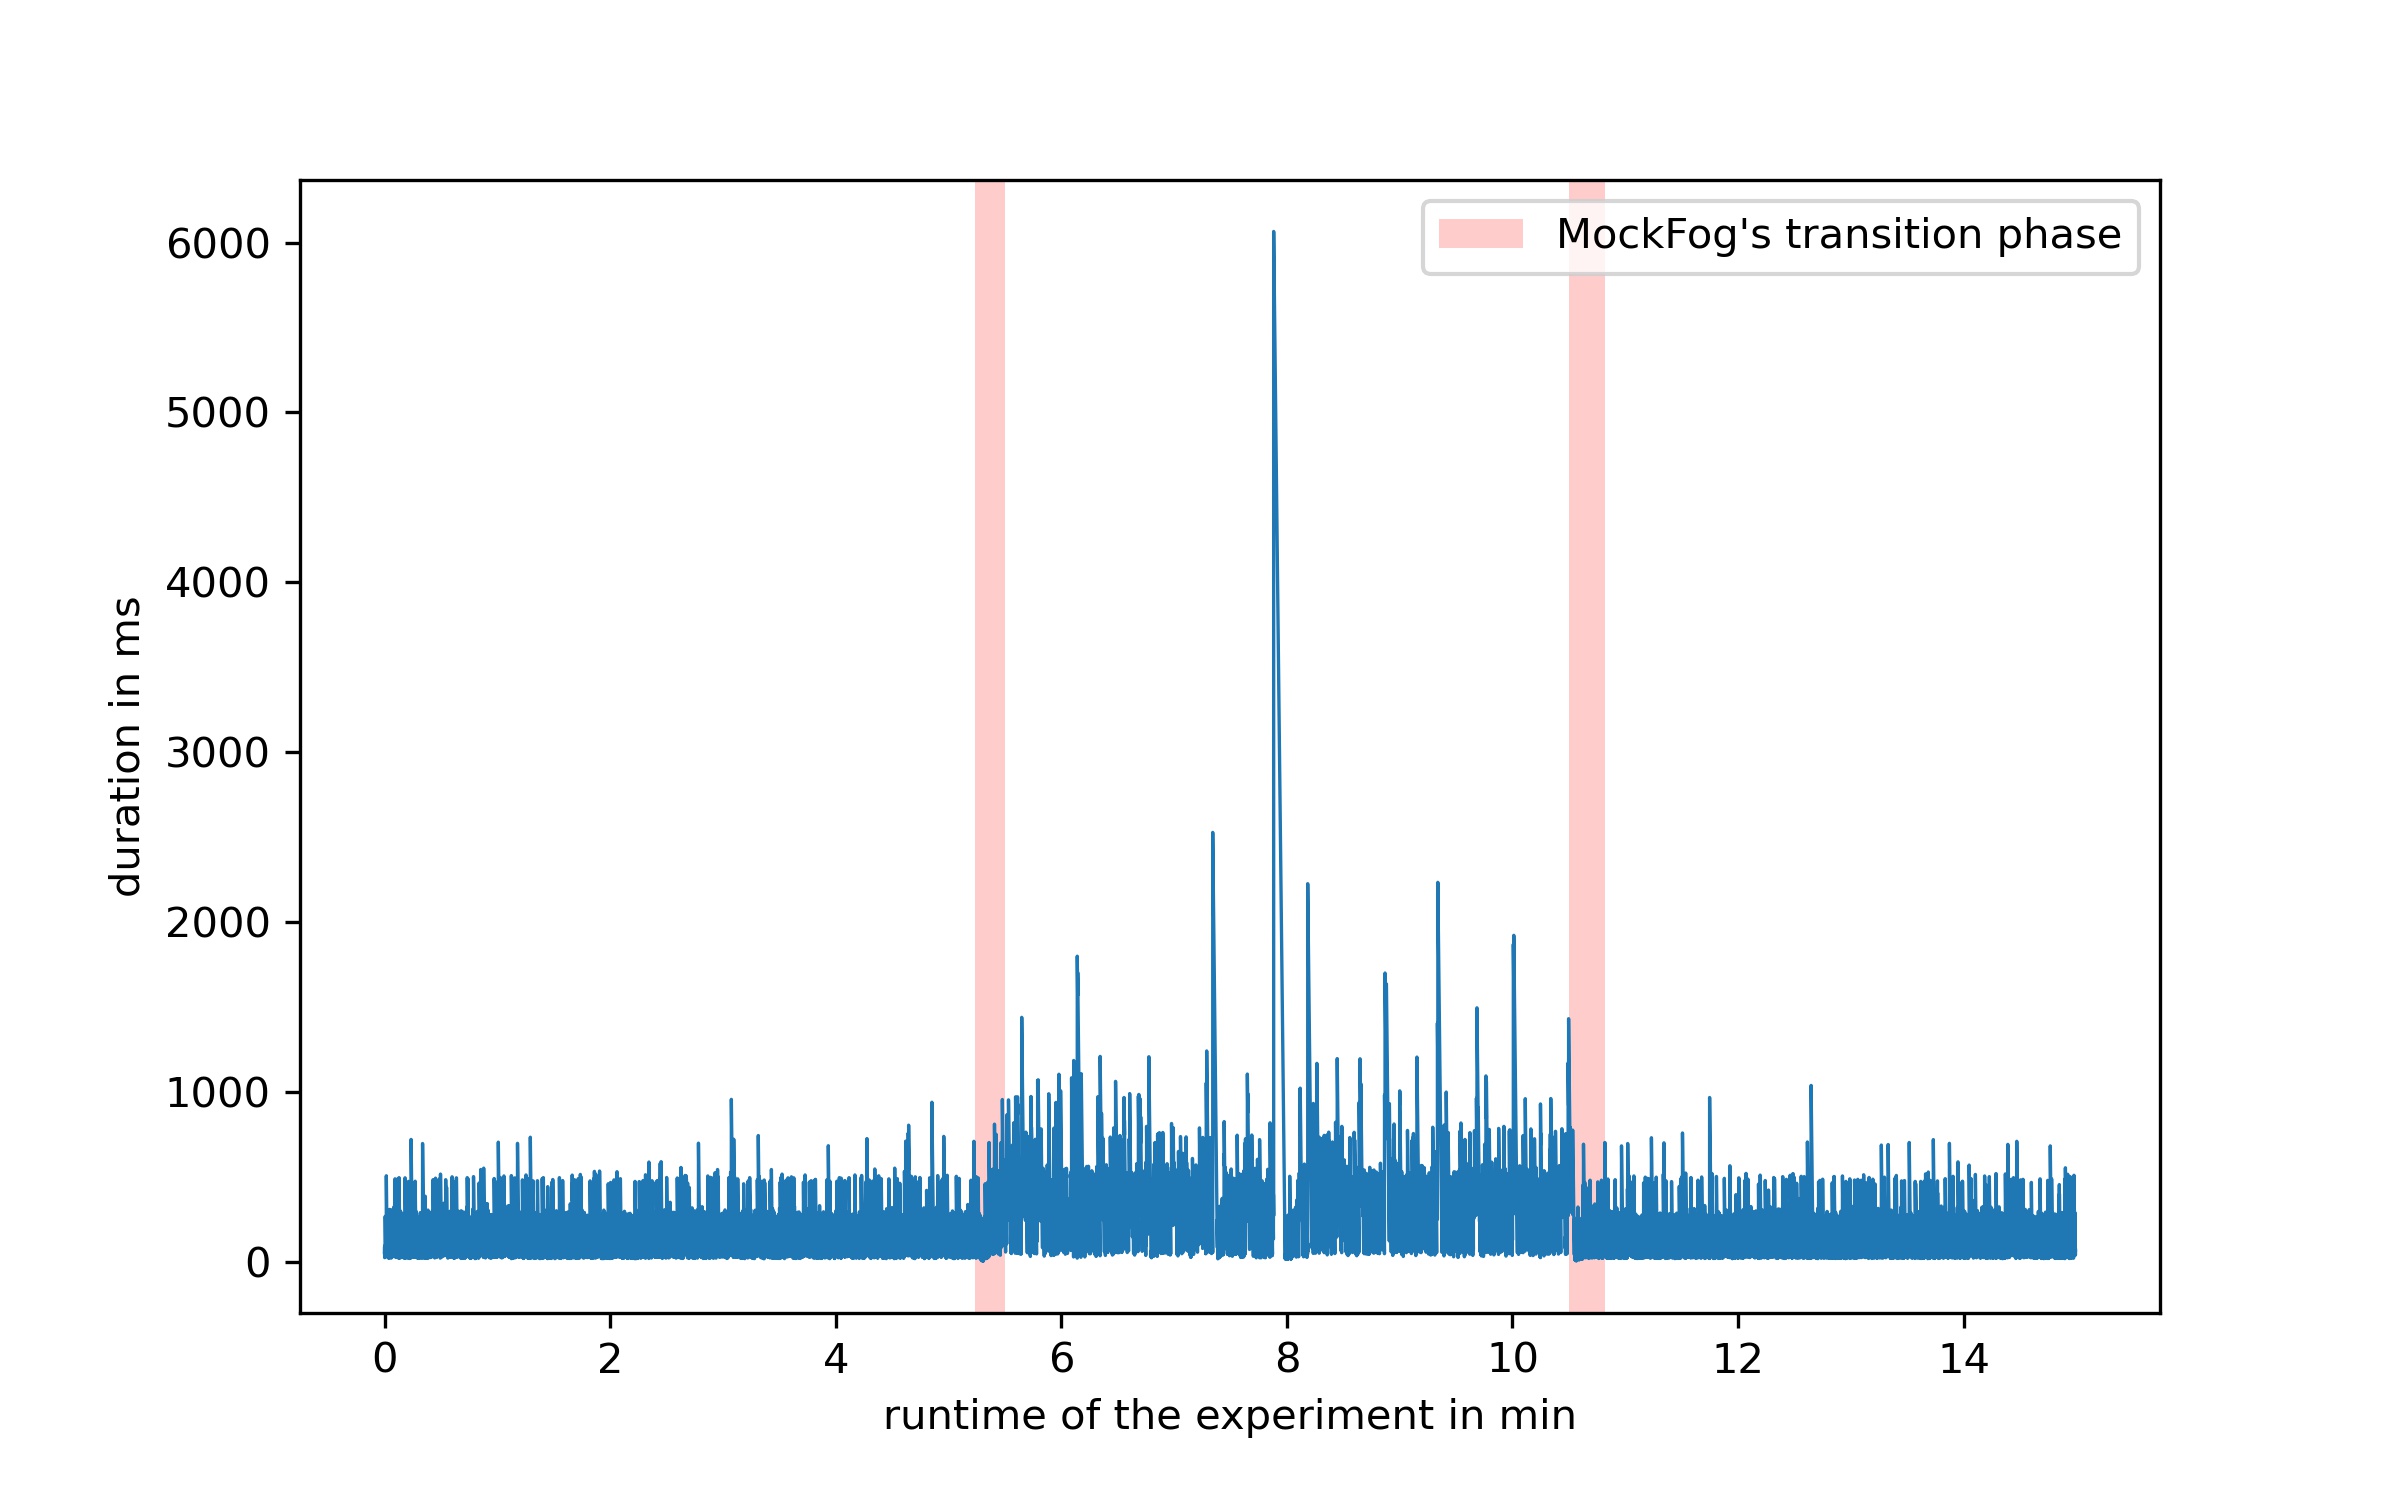 MockFog's transition phase
6000
5000
4000
3000
2000
1000
0
duration in ms
0 2 4 6 8 10 12 14
runtime of the experiment in min